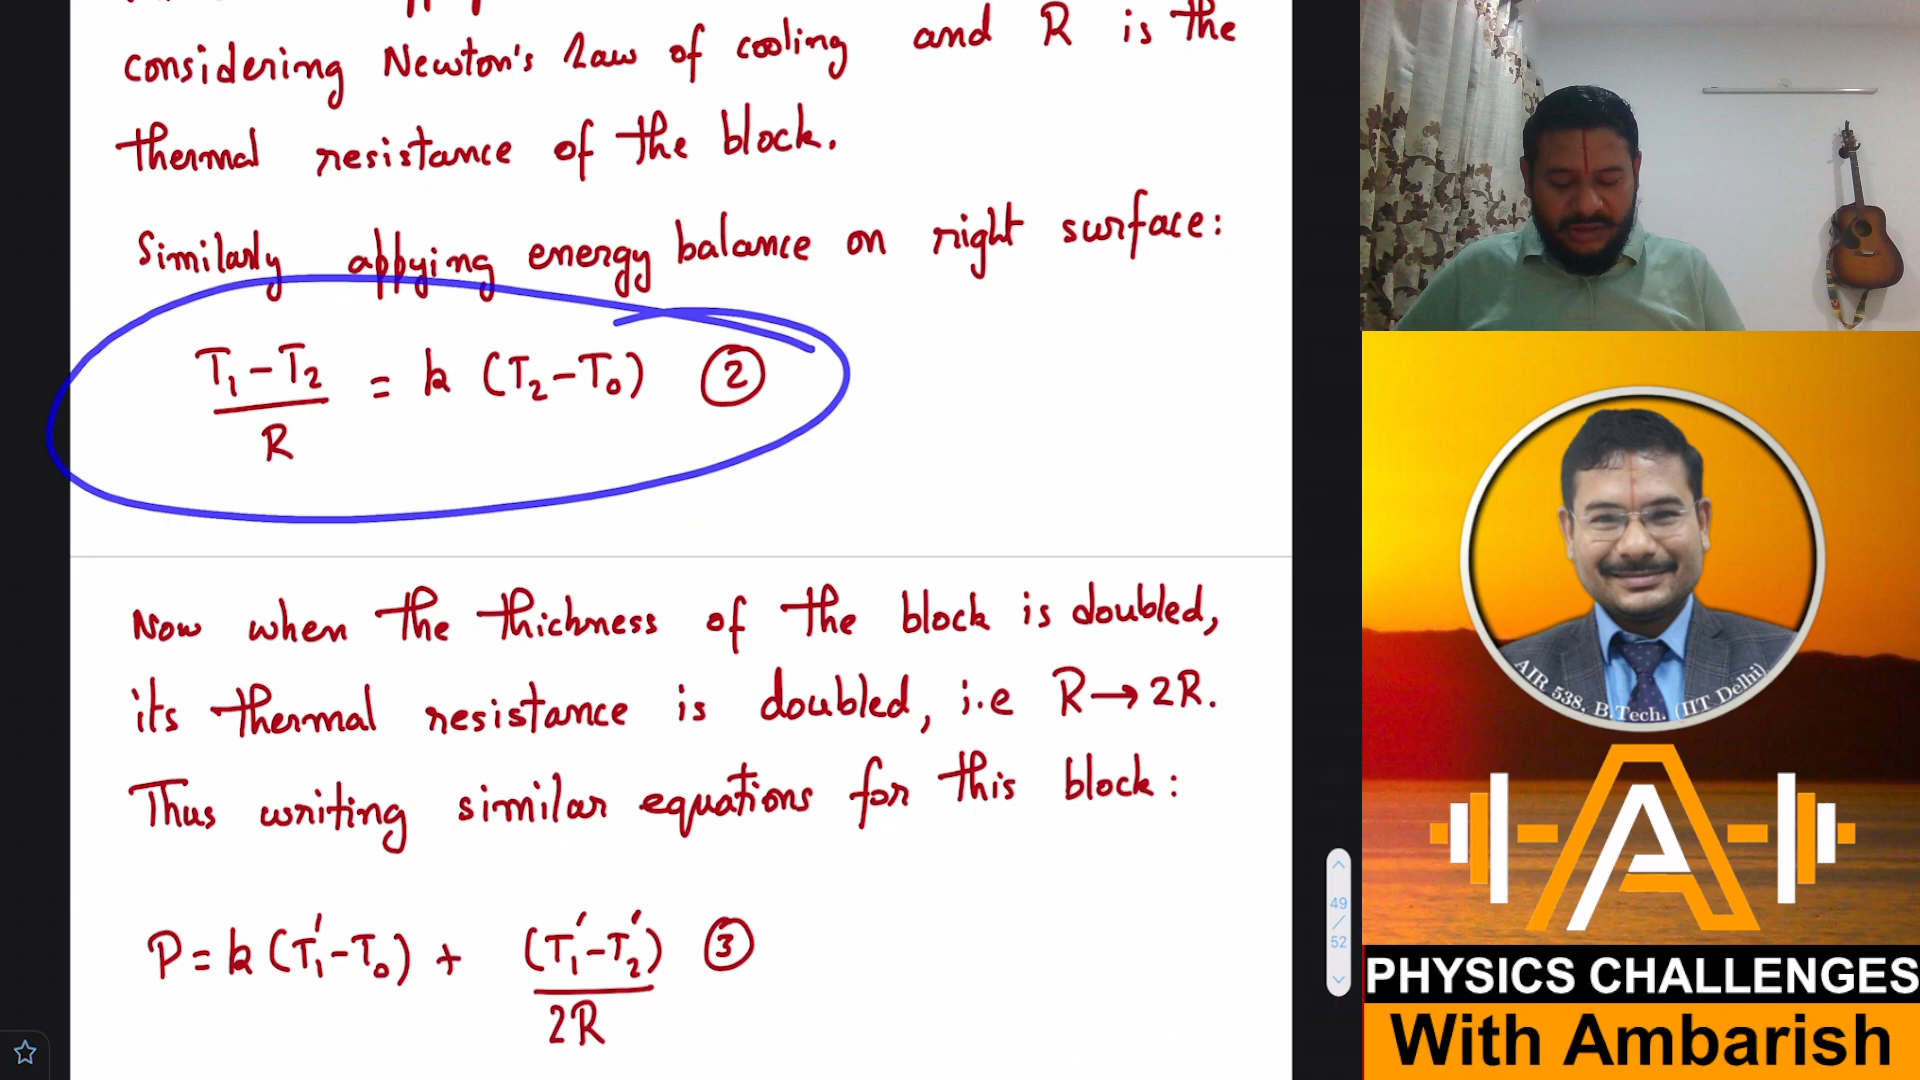 considering Newton's Law of cooling and R is the
thermal resistance of the block.
Similarly appying energy balance on right surface:
T₁-T₂ / R = k (T₂-T₀) ②
Now when the thickness of the block is doubled,
its thermal resistance is doubled, i.e R→2R.
Thus writing similar equations for this block:
P = k (T₁'-T₀) + (T₁'-T₂') / 2R ③
49
/
52
AIR 538, B.Tech. (IIT Delhi)
A
PHYSICS CHALLENGES
With Ambarish